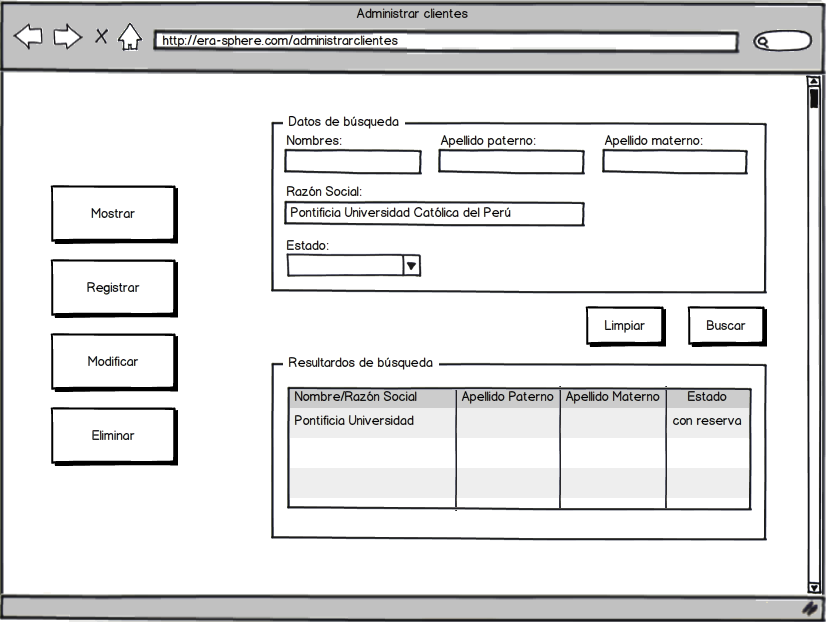 Administrar clientes
http://era-sphere.com/administrarclientes
Mostrar
Registrar
Modificar
Eliminar
Datos de búsqueda
Nombres: Apellido paterno: Apellido materno:
Razón Social:
Pontificia Universidad Católica del Perú
Estado:
Limpiar Buscar
Resultardos de búsqueda
Nombre/Razón Social Apellido Paterno Apellido Materno Estado
Pontificia Universidad con reserva